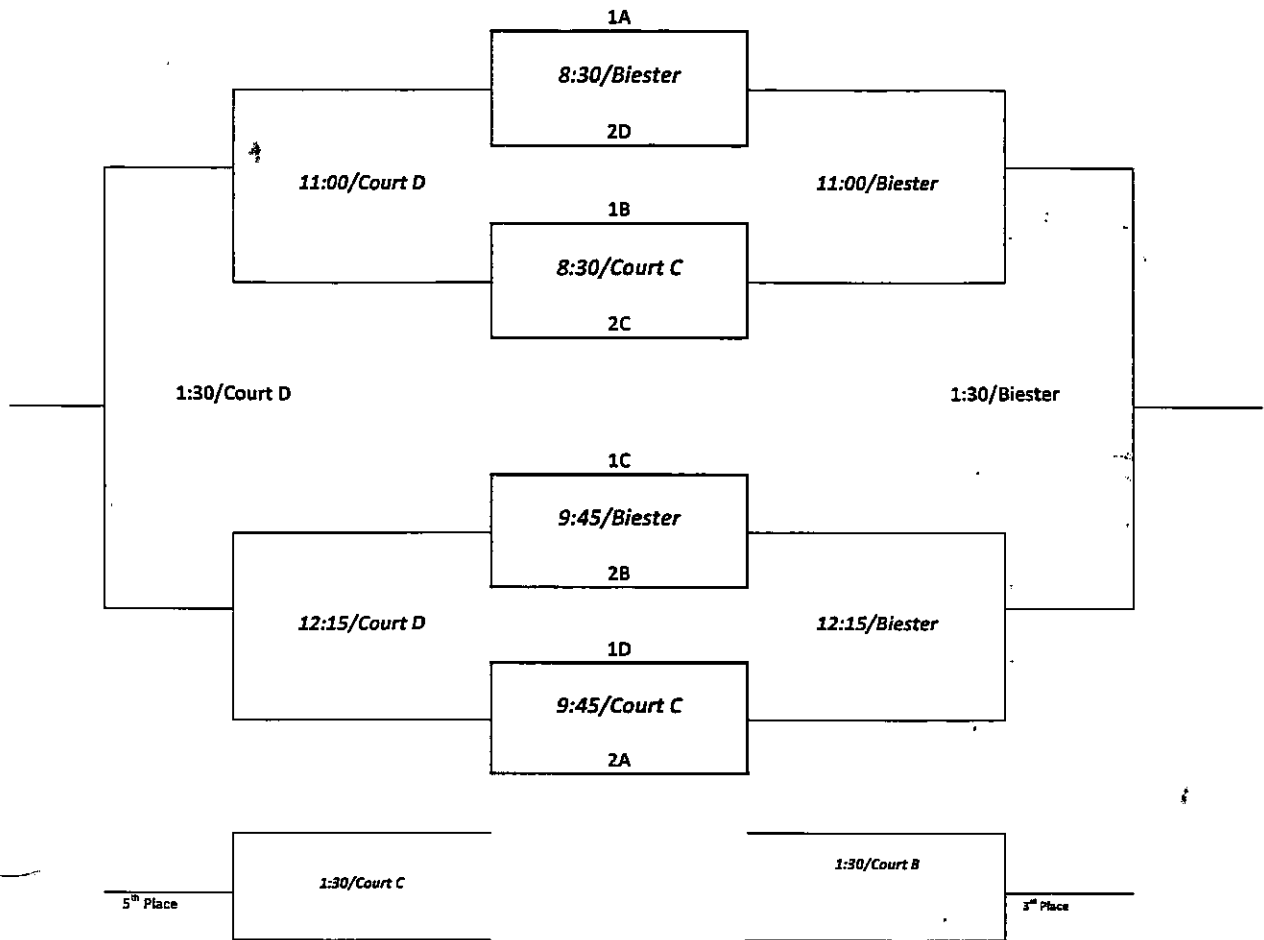 1A
8:30/Biester
2D
11:00/Court D
11:00/Biester
1B
8:30/Court C
2C
1:30/Court D
1:30/Biester
1C
9:45/Biester
2B
12:15/Court D
12:15/Biester
1D
9:45/Court C
2A
1:30/Court C
1:30/Court B
5th Place
3rd Place